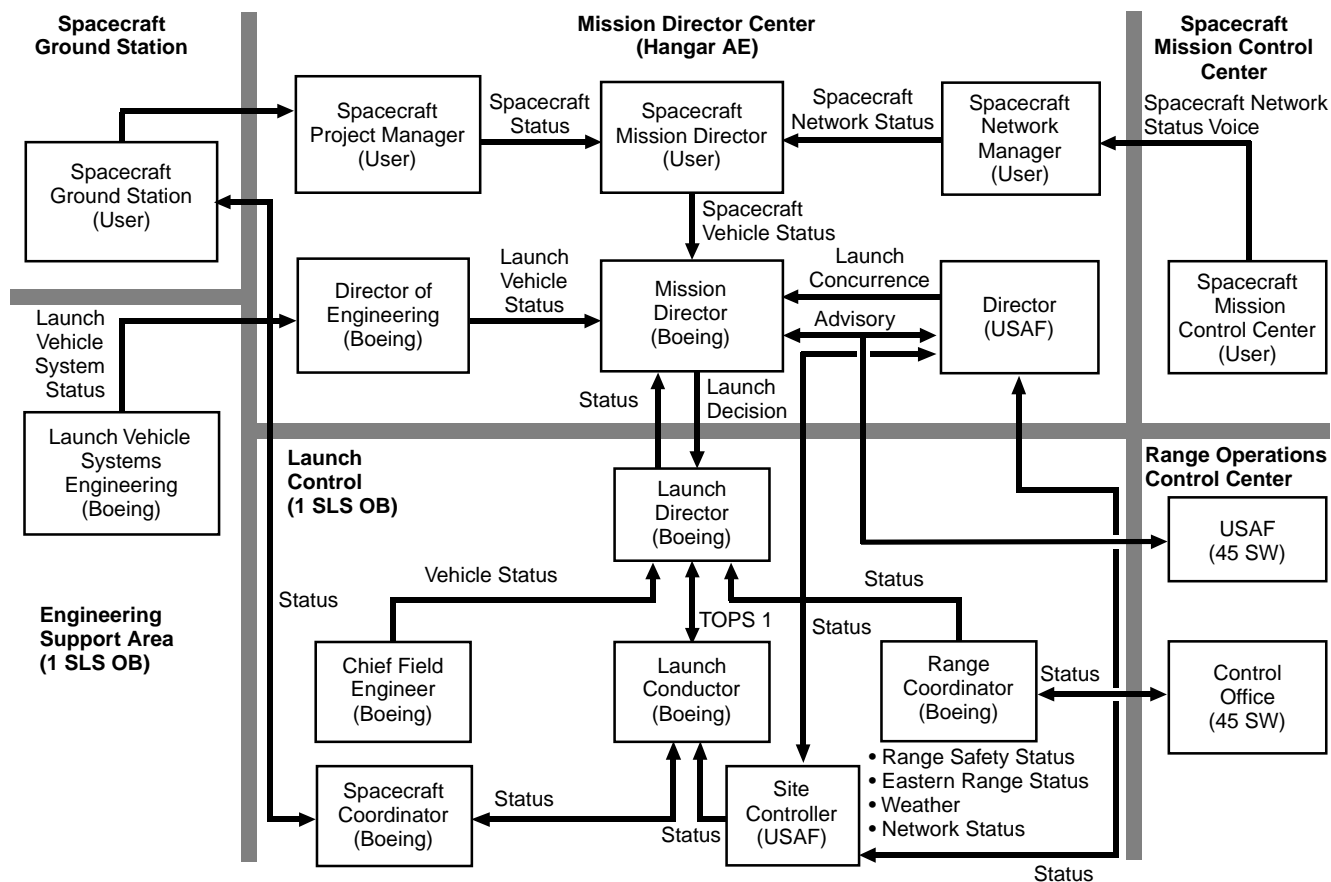 Spacecraft
Ground Station
Mission Director Center
(Hangar AE)
Spacecraft
Mission Control
Center
Spacecraft
Project Manager
(User)
Spacecraft
Status
Spacecraft
Mission Director
(User)
Spacecraft
Network Status
Spacecraft
Network
Manager
(User)
Spacecraft Network
Status Voice
Spacecraft
Ground Station
(User)
Spacecraft
Vehicle Status
Launch
Vehicle
System
Status
Director of
Engineering
(Boeing)
Launch
Vehicle
Status
Mission
Director
(Boeing)
Launch
Concurrence
Advisory
Director
(USAF)
Spacecraft
Mission
Control Center
(User)
Status
Launch
Decision
Launch Vehicle
Systems
Engineering
(Boeing)
Launch
Control
(1 SLS OB)
Launch
Director
(Boeing)
Range Operations
Control Center
USAF
(45 SW)
Engineering
Support Area
(1 SLS OB)
Status
Vehicle Status
TOPS 1
Status
Status
Chief Field
Engineer
(Boeing)
Launch
Conductor
(Boeing)
Range
Coordinator
(Boeing)
Status
Control
Office
(45 SW)
Spacecraft
Coordinator
(Boeing)
Status
Status
Site
Controller
(USAF)
• Range Safety Status
• Eastern Range Status
• Weather
• Network Status
Status